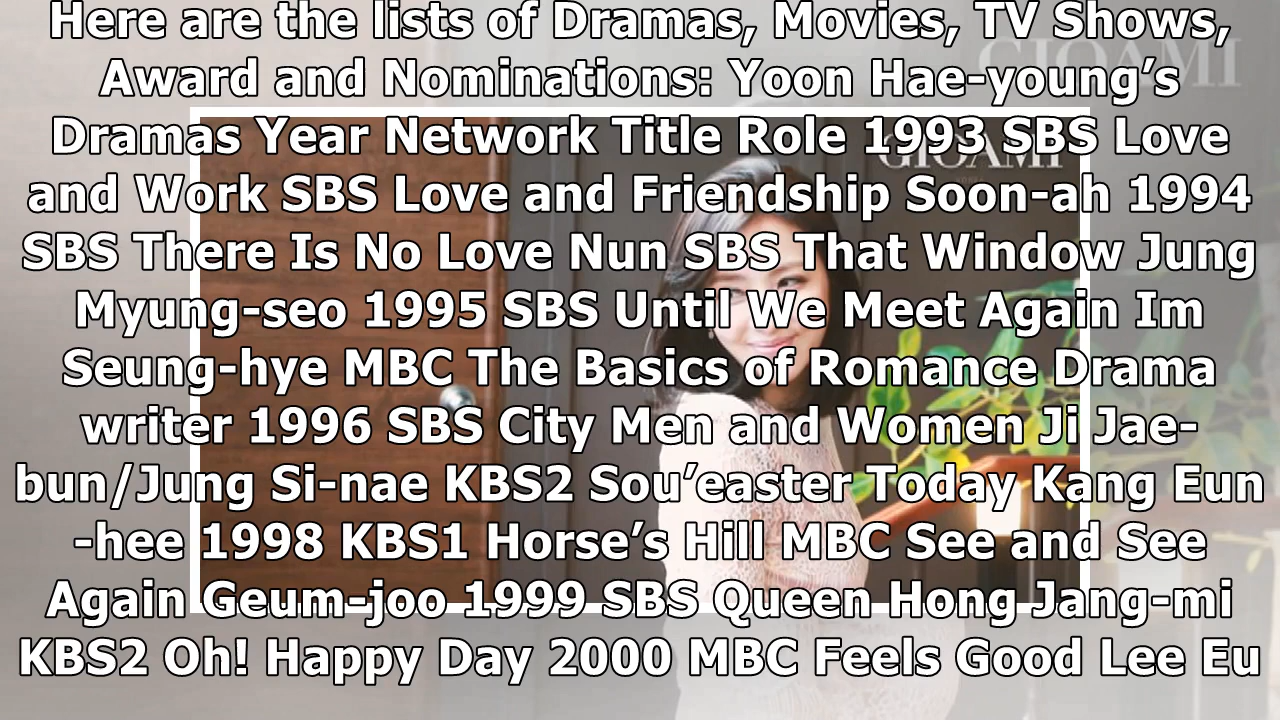 Here are the lists of Dramas, Movies, TV Shows,
Award and Nominations: Yoon Hae-young’s
Dramas Year Network Title Role 1993 SBS Love
and Work SBS Love and Friendship Soon-ah 1994
SBS There Is No Love Nun SBS That Window Jung
Myung-seo 1995 SBS Until We Meet Again Im
Seung-hye MBC The Basics of Romance Drama
writer 1996 SBS City Men and Women Ji Jae-
bun/Jung Si-nae KBS2 Sou’easter Today Kang Eun
-hee 1998 KBS1 Horse’s Hill MBC See and See
Again Geum-joo 1999 SBS Queen Hong Jang-mi
KBS2 Oh! Happy Day 2000 MBC Feels Good Lee Eu
GIOAMI
GIOAMI